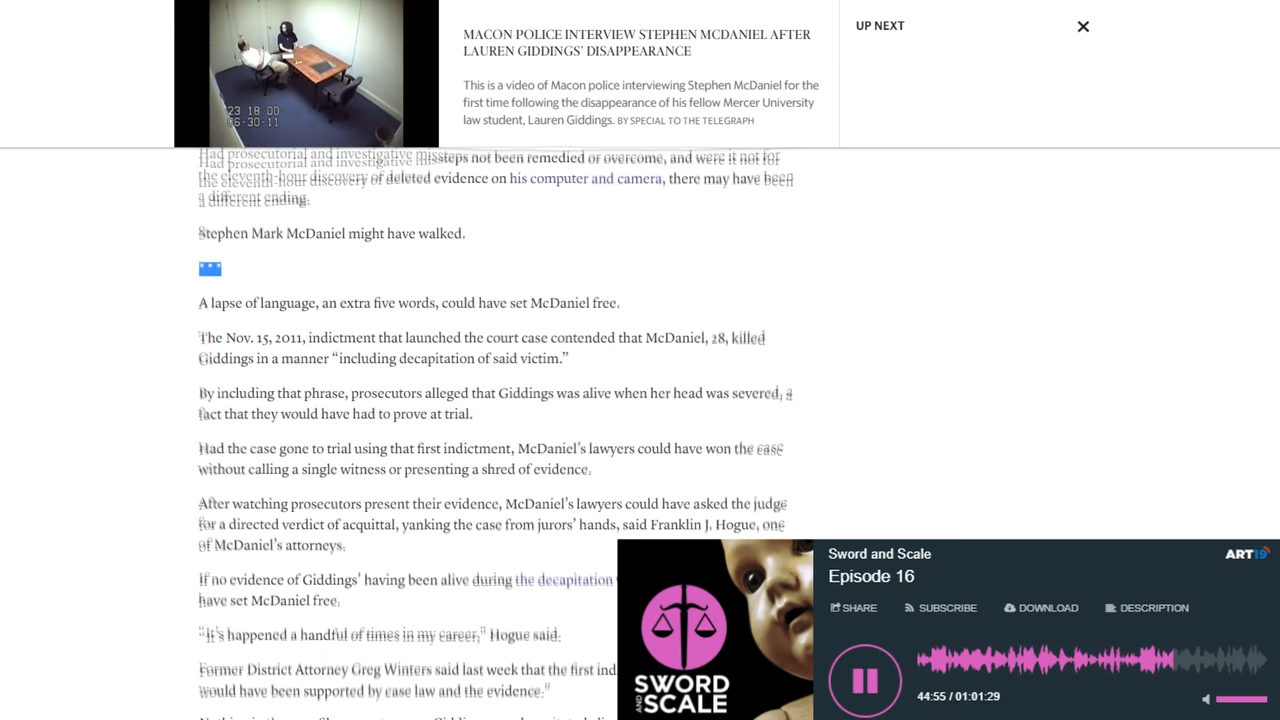 MACON POLICE INTERVIEW STEPHEN MCDANIEL AFTER
LAUREN GIDDINGS' DISAPPEARANCE
This is a video of Macon police interviewing Stephen McDaniel for the
first time following the disappearance of his fellow Mercer University
law student, Lauren Giddings. BY SPECIAL TO THE TELEGRAPH
UP NEXT
23 18 00
06-30-11
Had prosecutorial and investigative missteps not been remedied or overcome, and were it not for
the eleventh-hour discovery of deleted evidence on his computer and camera, there may have been
a different ending.
Stephen Mark McDaniel might have walked.
A lapse of language, an extra five words, could have set McDaniel free.
The Nov. 15, 2011, indictment that launched the court case contended that McDaniel, 28, killed
Giddings in a manner “including decapitation of said victim.”
By including that phrase, prosecutors alleged that Giddings was alive when her head was severed, a
fact that they would have had to prove at trial.
Had the case gone to trial using that first indictment, McDaniel’s lawyers could have won the case
without calling a single witness or presenting a shred of evidence.
After watching prosecutors present their evidence, McDaniel’s lawyers could have asked the judge
for a directed verdict of acquittal, yanking the case from jurors’ hands, said Franklin J. Hogue, one
of McDaniel’s attorneys.
If no evidence of Giddings’ having been alive during the decapitation
have set McDaniel free.
“It’s happened a handful of times in my career,” Hogue said.
Former District Attorney Greg Winters said last week that the first ind
would have been supported by case law and the evidence.”
Sword and Scale
ART19
Episode 16
SHARE
SUBSCRIBE
DOWNLOAD
DESCRIPTION
44:55 / 01:01:29
SWORD
AND SCALE